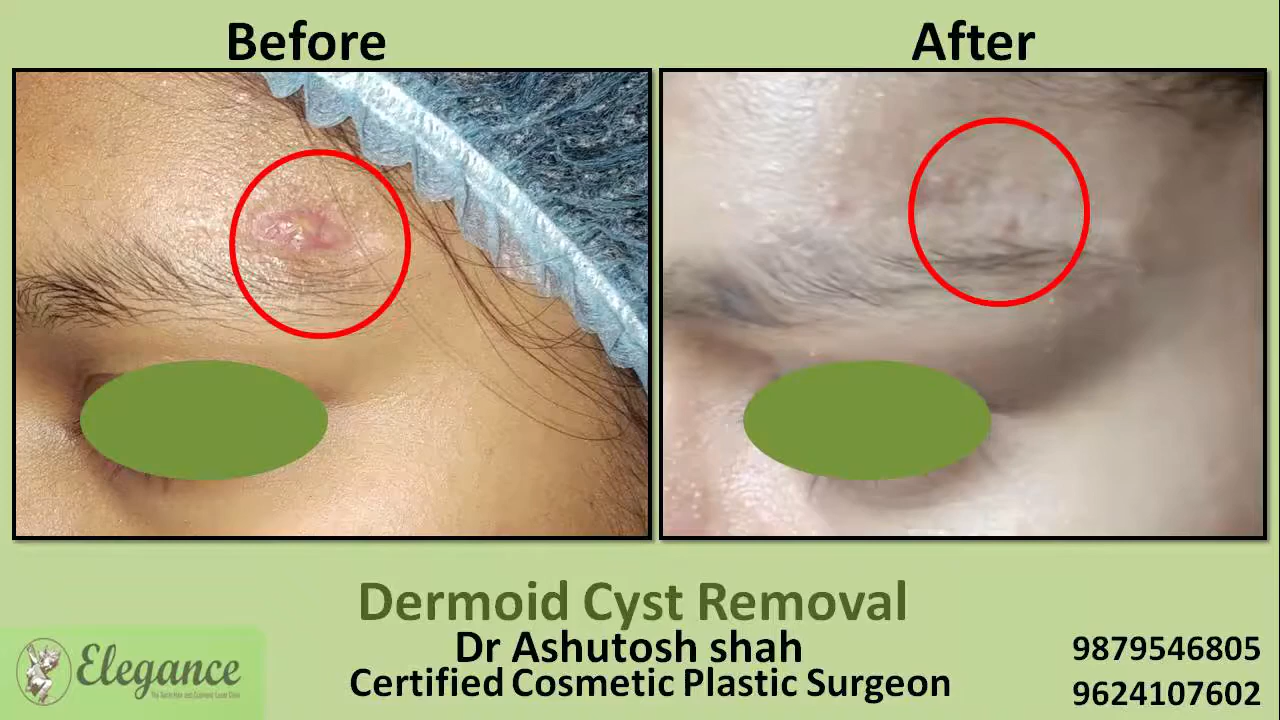 Before
After
Dermoid Cyst Removal
Dr Ashutosh shah
Certified Cosmetic Plastic Surgeon
9879546805
9624107602
Elegance